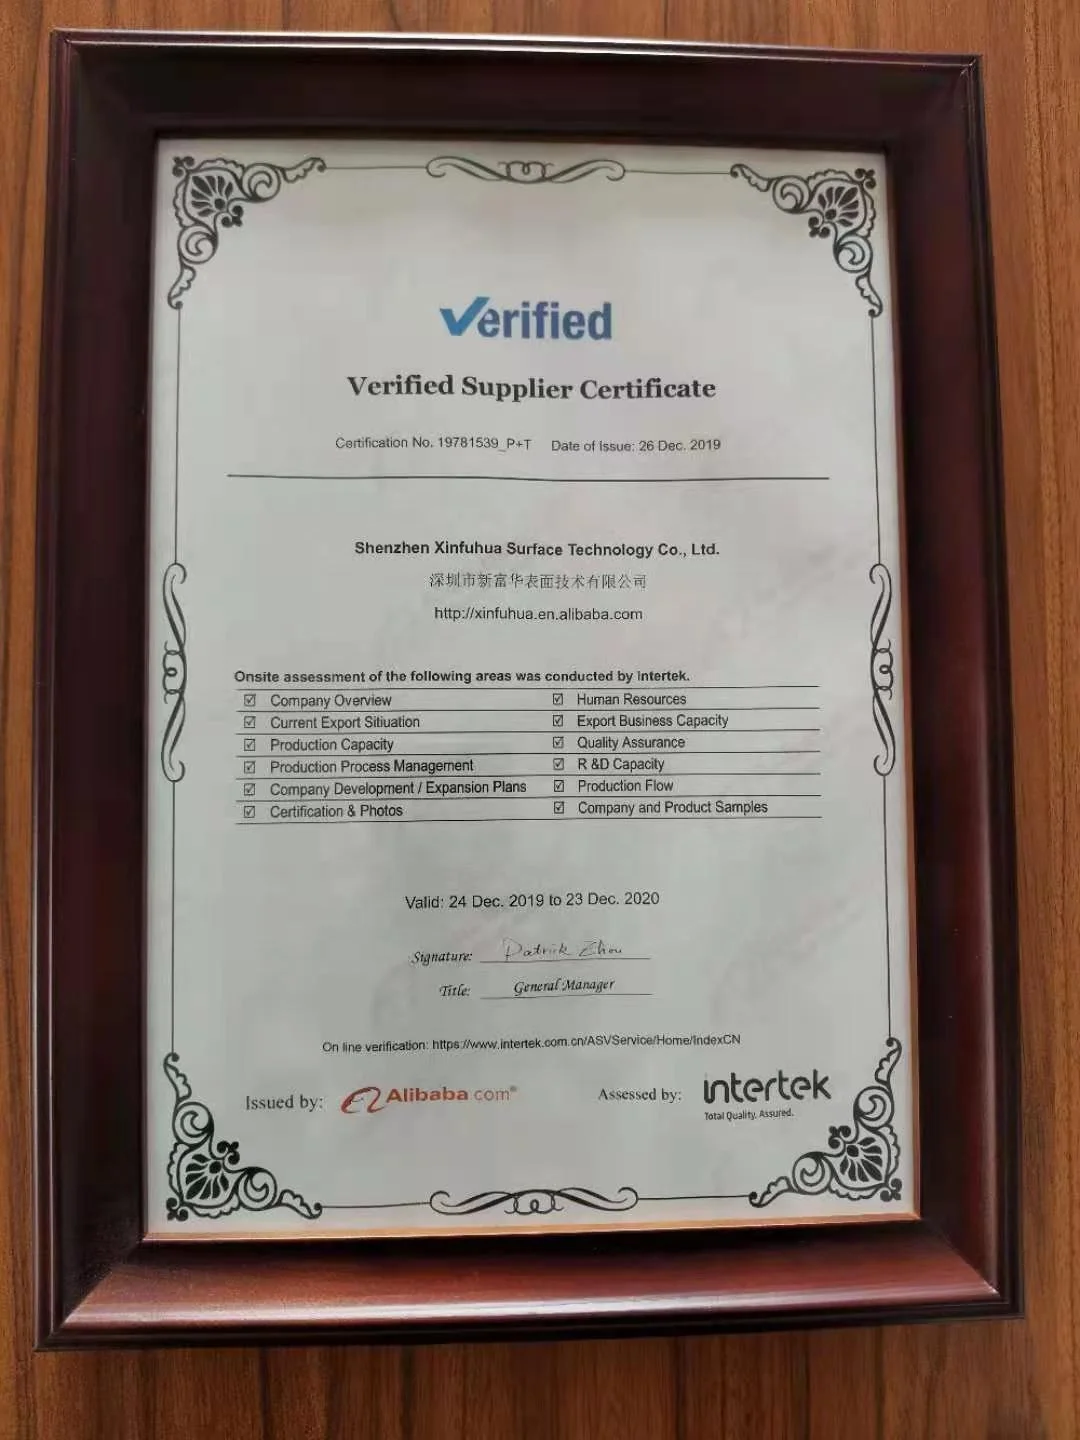 Verified
Verified Supplier Certificate
Certification No. 19781539_P+T Date of Issue: 26 Dec. 2019
Shenzhen Xinfuhua Surface Technology Co., Ltd.
深圳市新富华表面技术有限公司
http://xinfuhua.en.alibaba.com
Onsite assessment of the following areas was conducted by Intertek.
☑ Company Overview ☑ Human Resources
☑ Current Export Sitiuation ☑ Export Business Capacity
☑ Production Capacity ☑ Quality Assurance
☑ Production Process Management ☑ R &D Capacity
☑ Company Development / Expansion Plans ☑ Production Flow
☑ Certification & Photos ☑ Company and Product Samples
Valid: 24 Dec. 2019 to 23 Dec. 2020
Signature: Patrick Zhou
Title: General Manager
On line verification: https://www.intertek.com.cn/ASVService/Home/IndexCN
Issued by: Alibaba.com® Assessed by: intertek
Total Quality. Assured.